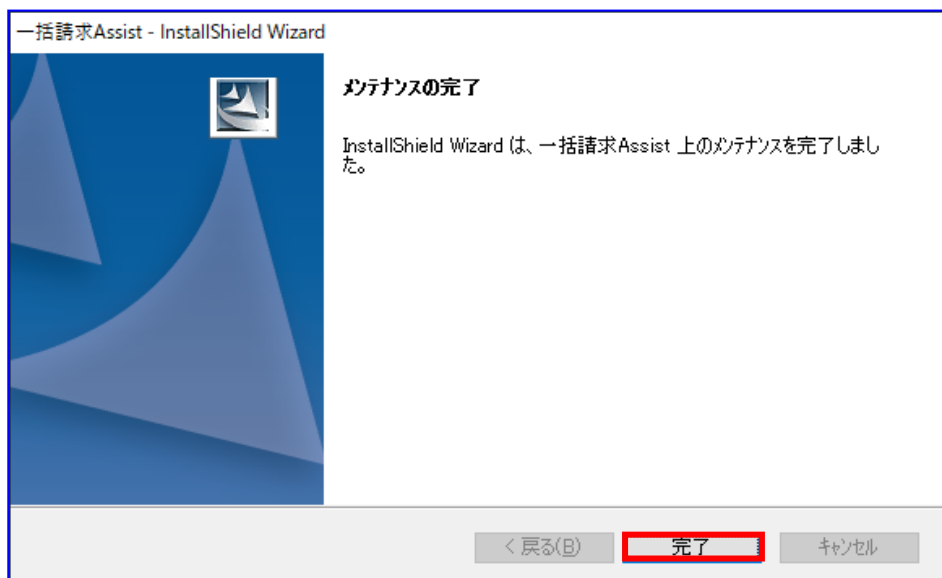 一括請求Assist - InstallShield Wizard
メンテナンスの完了
InstallShield Wizard は、一括請求Assist 上のメンテナンスを完了しまし
た。
< 戻る(B)
完了
キャンセル